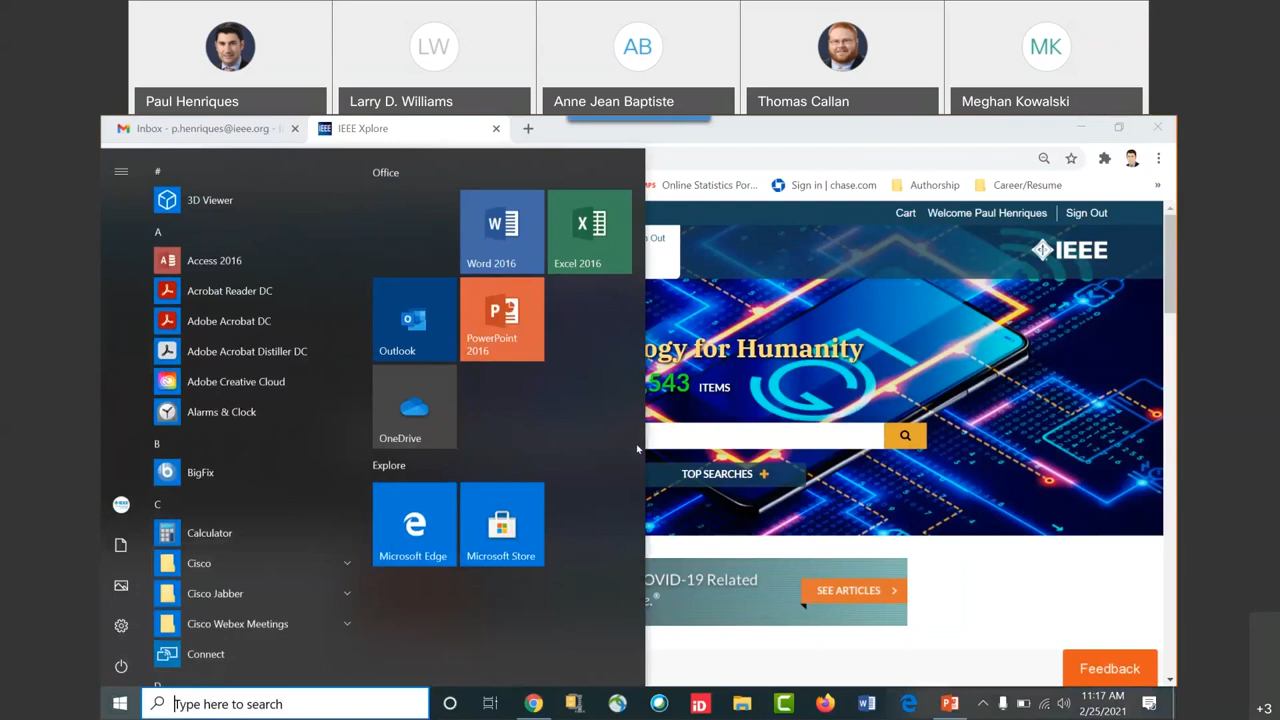 LW
AB
MK
Paul Henriques
Larry D. Williams
Anne Jean Baptiste
Thomas Callan
Meghan Kowalski
Inbox - p.henriques@ieee.org -
IEEE Xplore
Online Statistics Por...
Sign in | chase.com
Authorship
Career/Resume
»
Cart
Welcome Paul Henriques
Sign Out
n Out
IEEE
ogy for Humanity
,543 ITEMS
TOP SEARCHES +
OVID-19 Related
e.®
SEE ARTICLES >
Feedback
#
3D Viewer
A
Access 2016
Acrobat Reader DC
Adobe Acrobat DC
Adobe Acrobat Distiller DC
Adobe Creative Cloud
Alarms & Clock
B
BigFix
C
Calculator
Cisco
Cisco Jabber
Cisco Webex Meetings
Connect
Office
Word 2016
Excel 2016
Outlook
PowerPoint
2016
OneDrive
Explore
Microsoft Edge
Microsoft Store
Type here to search
11:17 AM
2/25/2021
+3